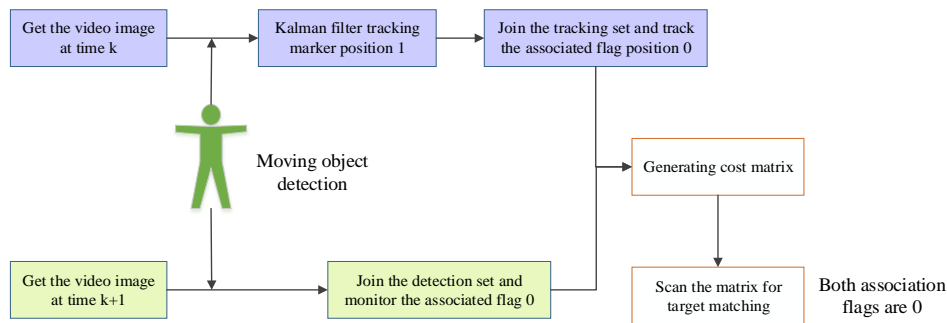 Get the video image
at time k
Kalman filter tracking
marker position 1
Join the tracking set and track
the associated flag position 0
Moving object
detection
Generating cost matrix
Get the video image
at time k+1
Join the detection set and
monitor the associated flag 0
Scan the matrix for
target matching
Both association
flags are 0